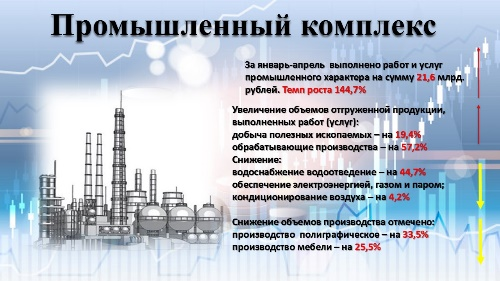 Промышленный комплекс
За январь-апрель выполнено работ и услуг
промышленного характера на сумму 21,6 млрд.
рублей. Темп роста 144,7%
Увеличение объемов отгруженной продукции,
выполненных работ (услуг):
добыча полезных ископаемых – на 19,4%
обрабатывающие производства – на 57,2%
Снижение:
водоснабжение водоотведение – на 44,7%
обеспечение электроэнергией, газом и паром;
кондиционирование воздуха – на 4,2%
Снижение объемов производства отмечено:
производство полиграфическое – на 33,5%
производство мебели – на 25,5%